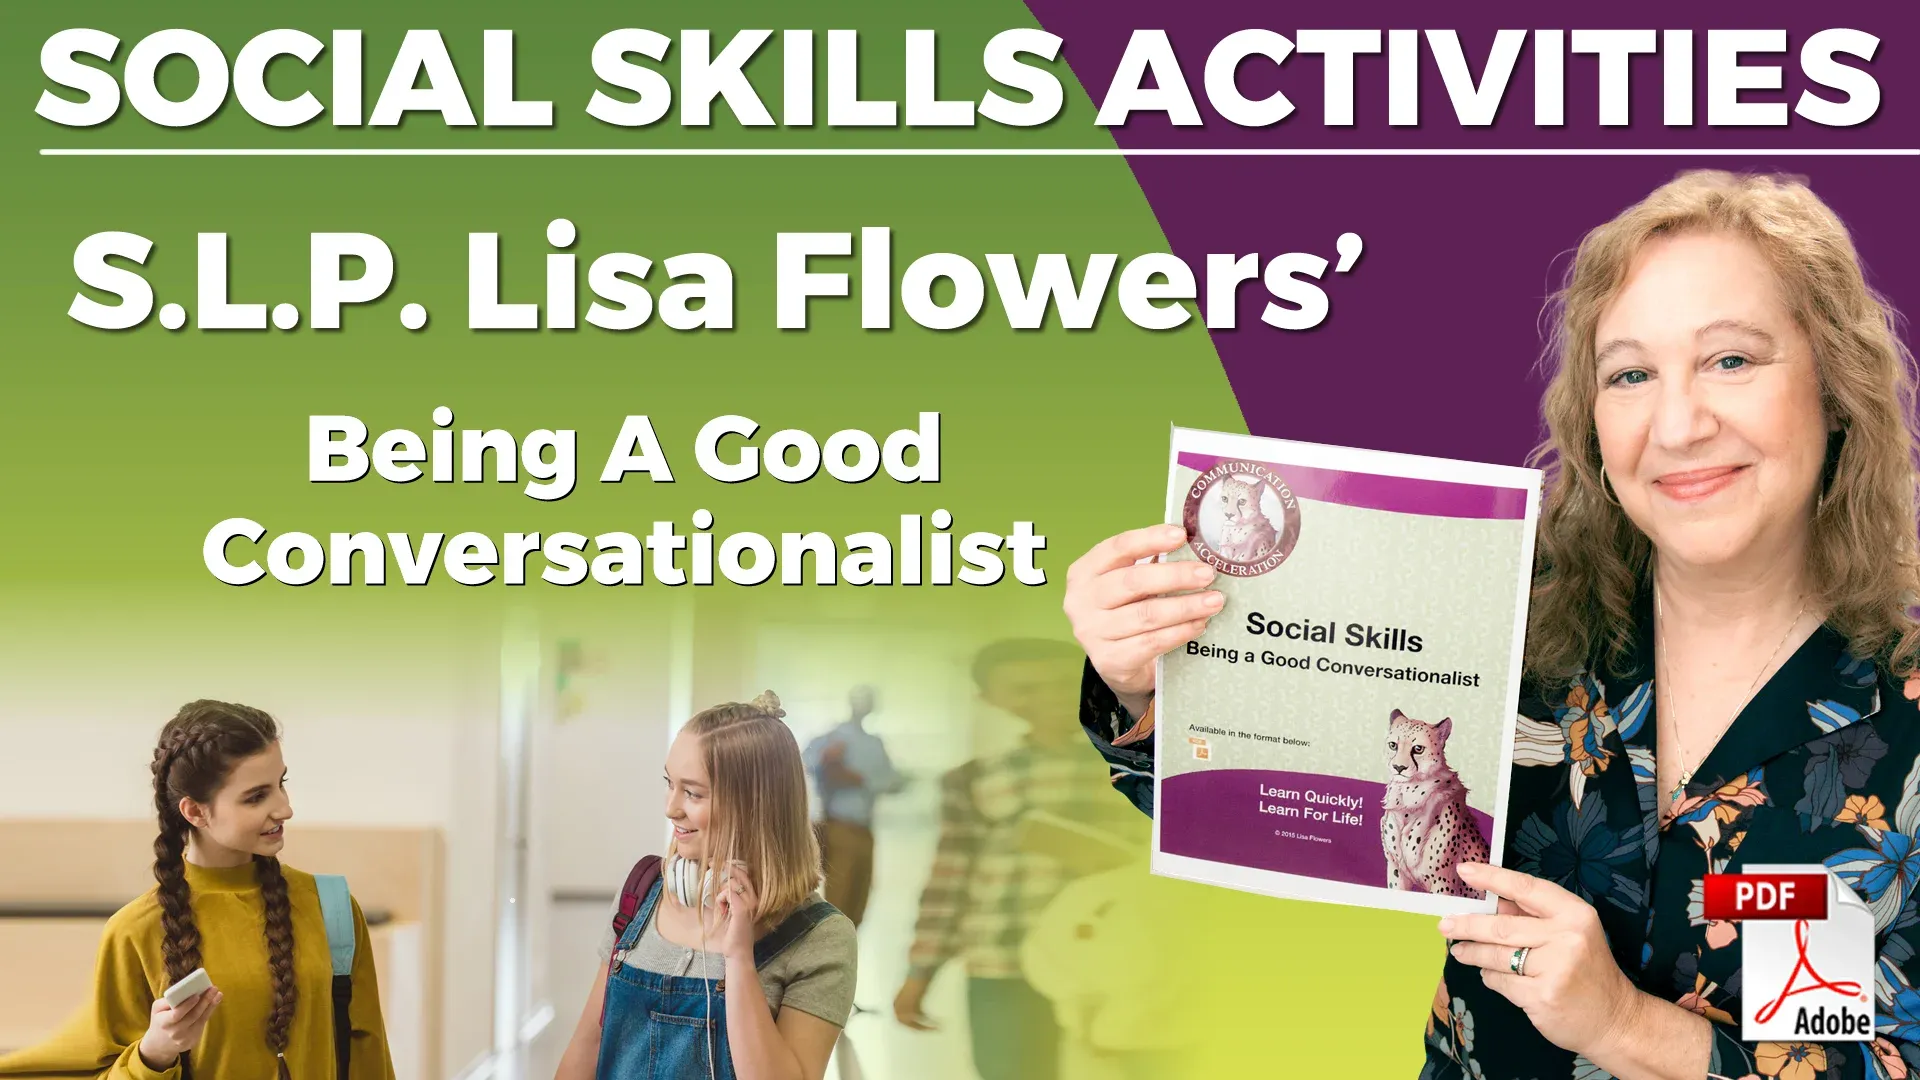 SOCIAL SKILLS ACTIVITIES
S.L.P. Lisa Flowers’
Being A Good
Conversationalist
COMMUNICATION
ACCELERATION
Social Skills
Being a Good Conversationalist
Available in the format below:
Learn Quickly!
Learn For Life!
© 2015 Lisa Flowers
PDF
Adobe